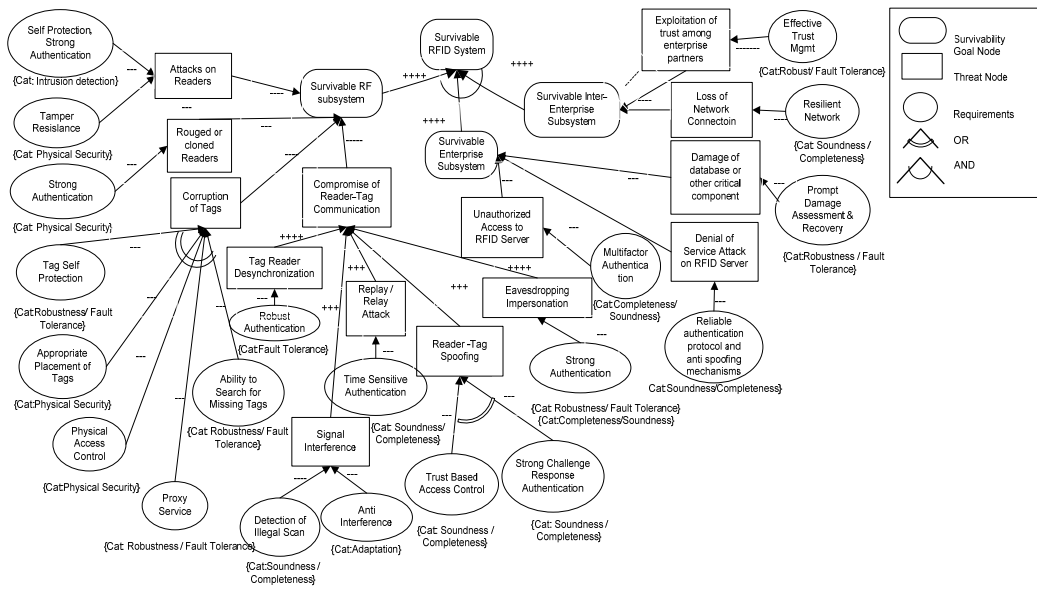 Self Protection,
Strong
Authentication
{Cat: Intrusion detection}
Attacks on
Readers
Tamper
Resislance
{Cat: Physical Security}
Rouged or
cloned
Readers
Strong
Authentication
{Cat: Physical Security}
Survivable RF
subsystem
Survivable
RFID System
Survivable Inter-
Enterprise
Subsystem
Survivable
Enterprise
Subsystem
Exploitation of
trust among
enterprise
partners
Effective
Trust
Mgmt
{Cat:Robust/ Fault Tolerance}
Loss of
Network
Connectoin
Resilient
Network
{Cat: Soundness /
Completeness}
Damage of
database or
other critical
component
Prompt
Damage
Assessment &
Recovery
{Cat:Robustness / Fault
Tolerance}
Survivability
Goal Node
Threat Node
Requirements
OR
AND
Corruption
of Tags
Compromise of
Reader-Tag
Communication
Unauthorized
Access to
RFID Server
Multifactor
Authentica
tion
{Cat:Completeness/
Soundness}
Denial of
Service Attack
on RFID Server
Reliable
authentication
protocol and
anti spoofing
mechanisms
Cat:Soundness/Completeness}
Tag Self
Protection
{Cat:Robustness/ Fault
Tolerance}
Tag Reader
Desynchronization
Robust
Authentication
{Cat:Fault Tolerance}
Replay /
Relay
Attack
Time Sensitive
Authentication
{Cat: Soundness/
Completeness}
Eavesdropping
Impersonation
Strong
Authentication
{Cat: Robustness/ Fault Tolerance}
{Cat:Completeness/Soundness}
Reader -Tag
Spoofing
Appropriate
Placement of
Tags
{Cat:Physical Security}
Ability to
Search for
Missing Tags
{Cat: Robustness/ Fault
Tolerance}
Physical
Access
Control
{Cat:Physical Security}
Signal
Interference
Trust Based
Access Control
{Cat: Soundness /
Completeness}
Strong Challenge
Response
Authentication
{Cat: Soundness /
Completeness}
Proxy
Service
{Cat: Robustness / Fault Tolerance}
Detection of
Illegal Scan
{Cat:Soundness /
Completeness}
Anti
Interference
{Cat:Adaptation}
---
---
---
----
---
---
----
-----
++++
++++
++++
-------
----
----
---
---
---
---
---
----
---
---
---
---
---
++++
---
+++
+++
---
+++
++++
---
---
---
----
---